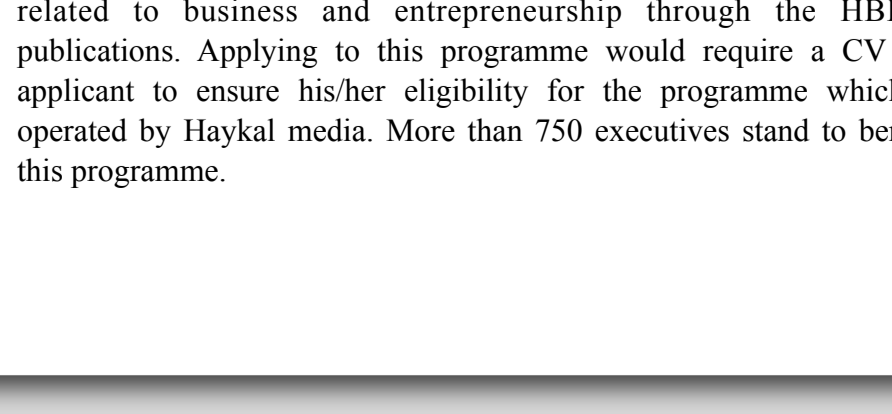 related to business and entrepreneurship through the
publications. Applying to this programme would require a CV
applicant to ensure his/her eligibility for the programme
operated by Haykal media. More than 750 executives stand to
this programme.